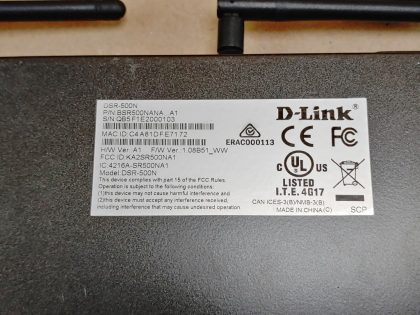 DSR-500N
P/N BSR500NANA . A1
S/N QB5F1E2000103
MAC ID:C4A81DFE7172
H/W Ver. A1 F/W Ver. 1.08B51_WW
FCC ID:KA2SR500NA1
IC:4216A-SR500NA1
Model: DSR-500N
This device complies with part 15 of the FCC Rules.
Operation is subject to the following conditions:
(1) this device may not cause harmful interference and
(2) this device must accept any interference received,
including interference that may cause undesired operation.
D-Link
ERAC000113
CE FC
C UL US
LISTED
I.T.E. 4G17
CAN ICES-3(B)/NMB-3(B)
MADE IN CHINA(C)
SCP